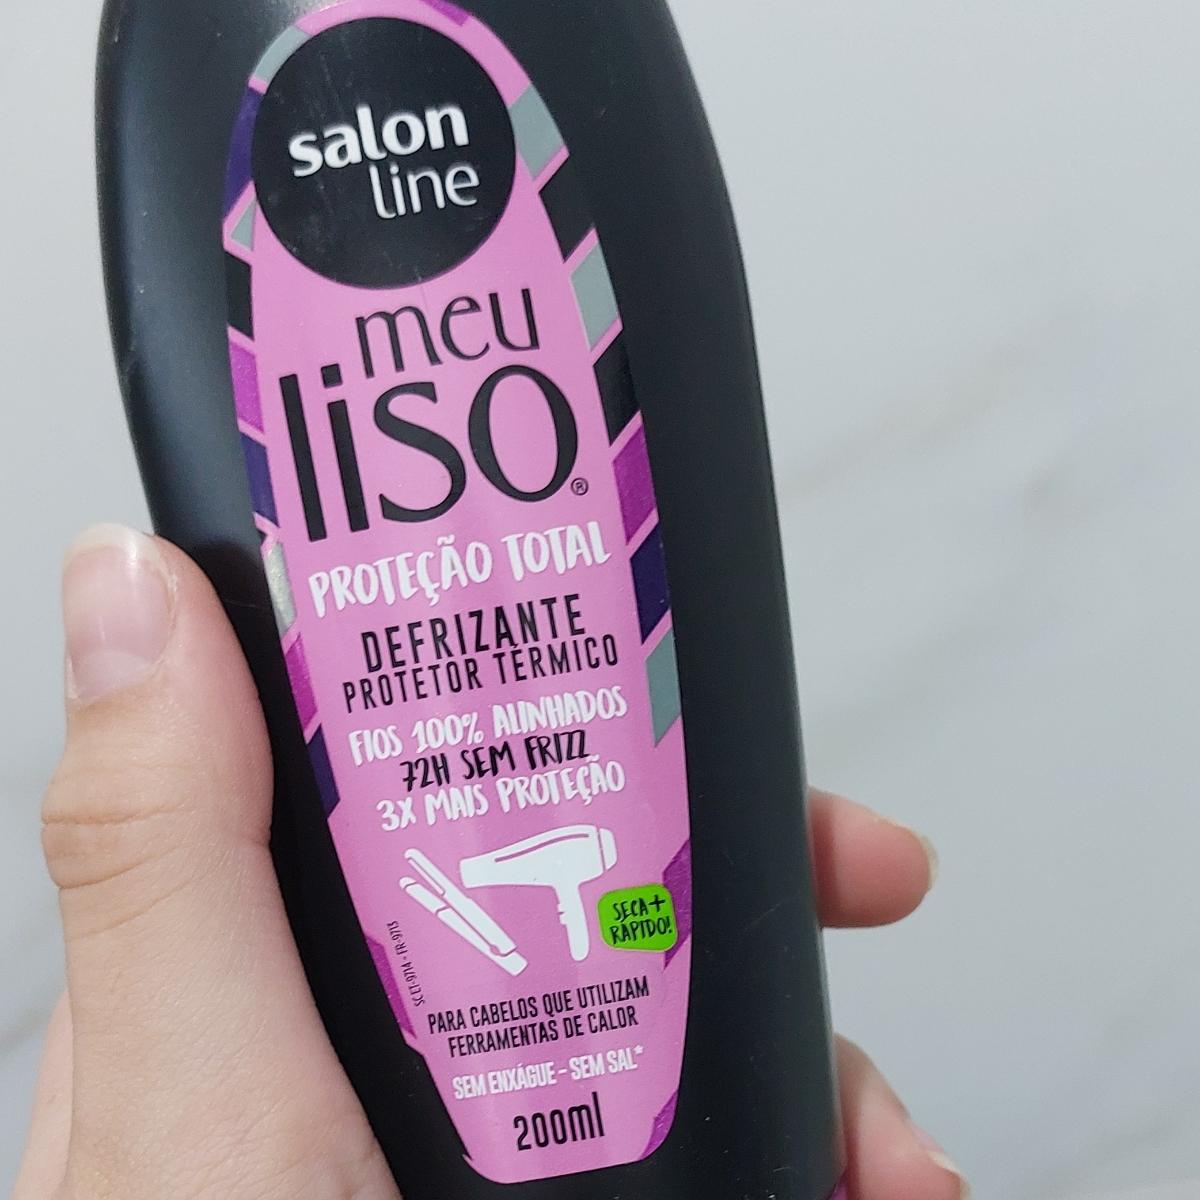 salon
line
meu
liso®
PROTEÇÃO TOTAL
DEFRIZANTE
PROTETOR TÉRMICO
FIOS 100% ALINHADOS
72H SEM FRIZZ
3X MAIS PROTEÇÃO
SECA+
RÁPIDO!
PARA CABELOS QUE UTILIZAM
FERRAMENTAS DE CALOR
SEM ENXÁGUE - SEM SAL*
200ml